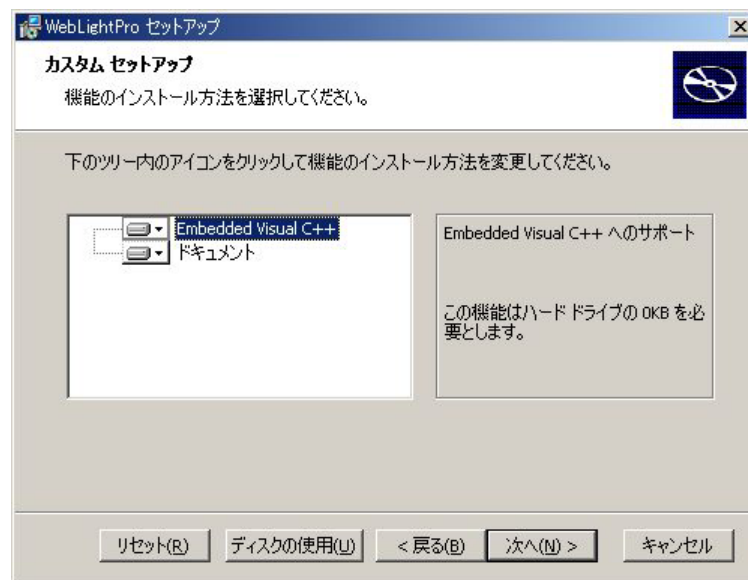 WebLightPro セットアップ
カスタム セットアップ
機能のインストール方法を選択してください。
下のツリー内のアイコンをクリックして機能のインストール方法を変更してください。
Embedded Visual C++
ドキュメント
Embedded Visual C++ へのサポート
この機能はハード ドライブの 0KB を必
要とします。
リセット(R)
ディスクの使用(U)
< 戻る(B)
次へ(N) >
キャンセル